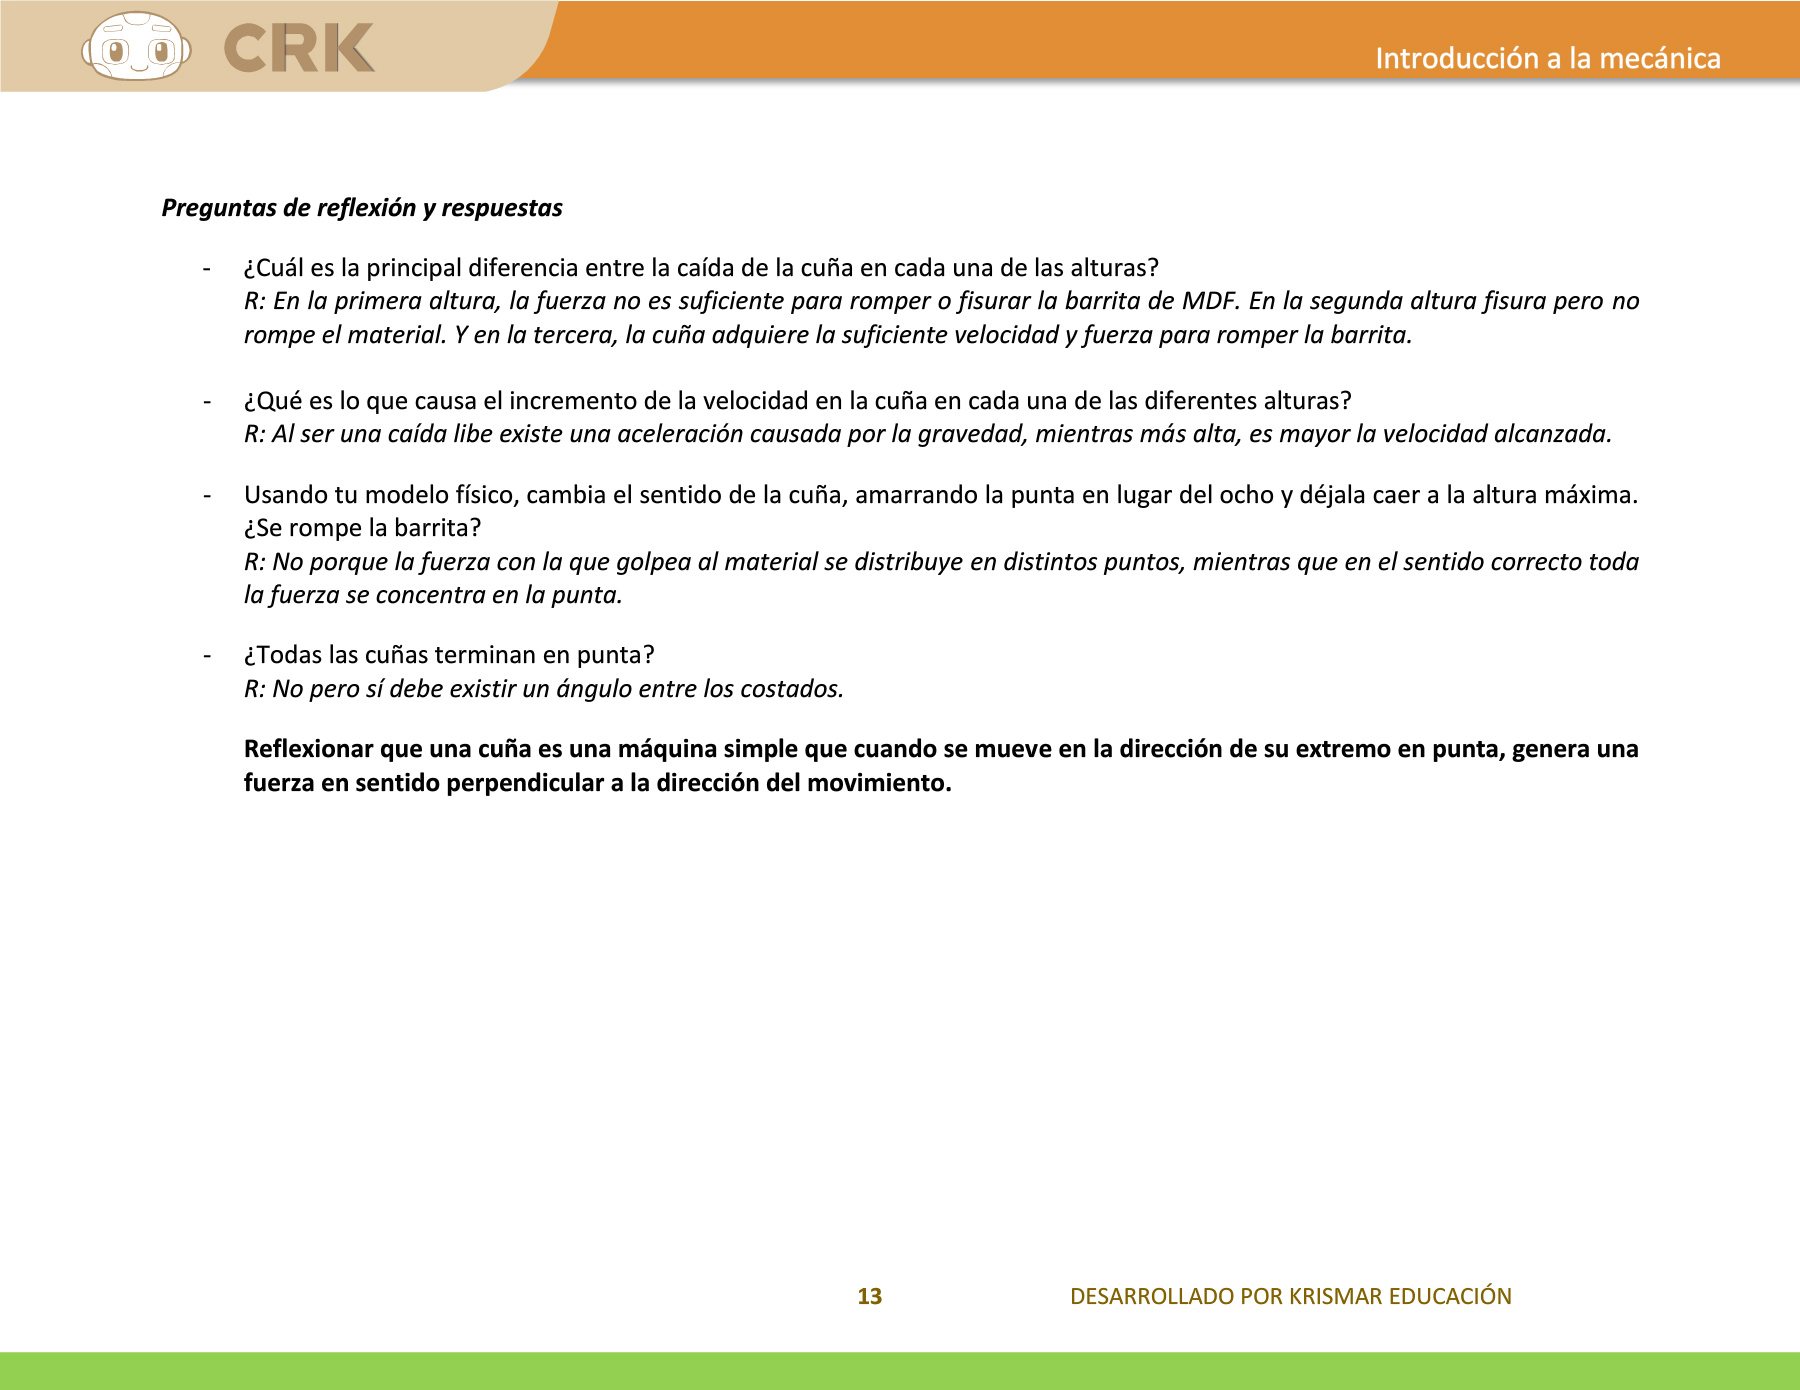 CRK
Introducción a la mecánica
Preguntas de reflexión y respuestas
- ¿Cuál es la principal diferencia entre la caída de la cuña en cada una de las alturas?
R: En la primera altura, la fuerza no es suficiente para romper o fisurar la barrita de MDF. En la segunda altura fisura pero no
rompe el material. Y en la tercera, la cuña adquiere la suficiente velocidad y fuerza para romper la barrita.
- ¿Qué es lo que causa el incremento de la velocidad en la cuña en cada una de las diferentes alturas?
R: Al ser una caída libe existe una aceleración causada por la gravedad, mientras más alta, es mayor la velocidad alcanzada.
- Usando tu modelo físico, cambia el sentido de la cuña, amarrando la punta en lugar del ocho y déjala caer a la altura máxima.
¿Se rompe la barrita?
R: No porque la fuerza con la que golpea al material se distribuye en distintos puntos, mientras que en el sentido correcto toda
la fuerza se concentra en la punta.
- ¿Todas las cuñas terminan en punta?
R: No pero sí debe existir un ángulo entre los costados.
Reflexionar que una cuña es una máquina simple que cuando se mueve en la dirección de su extremo en punta, genera una
fuerza en sentido perpendicular a la dirección del movimiento.
13 DESARROLLADO POR KRISMAR EDUCACIÓN